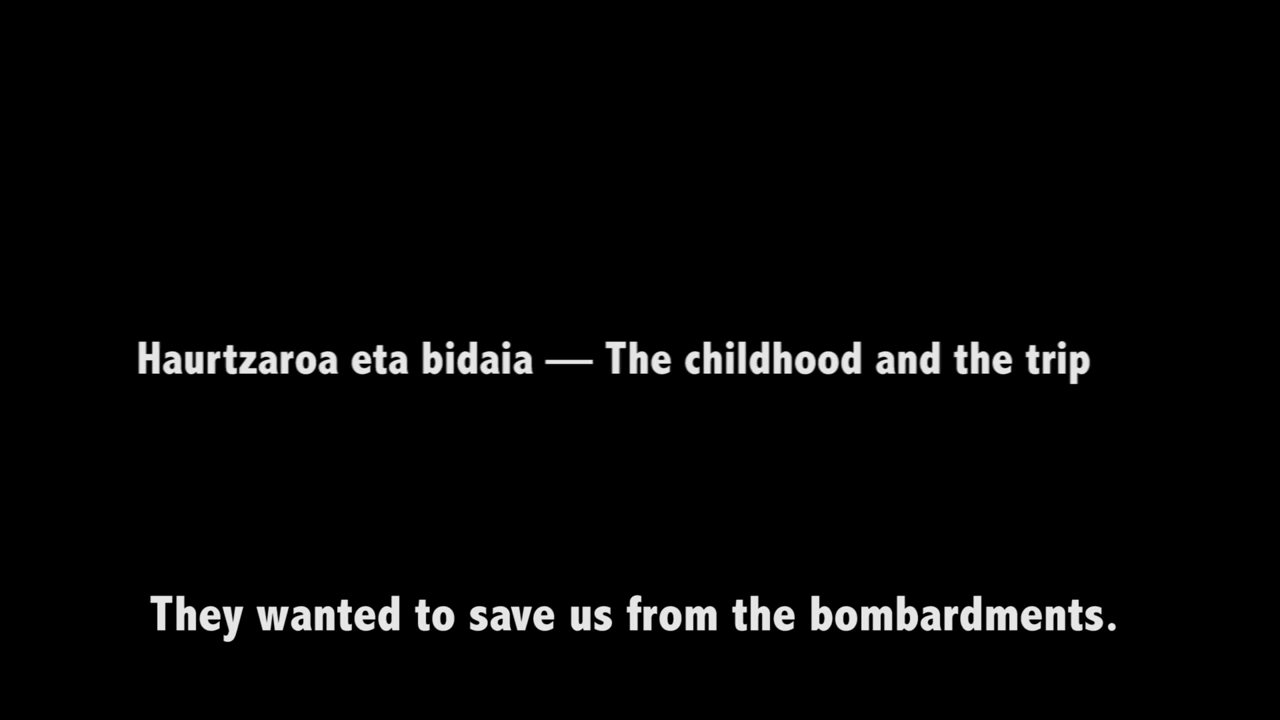 Haurtzaroa eta bidaia — The childhood and the trip
They wanted to save us from the bombardments.